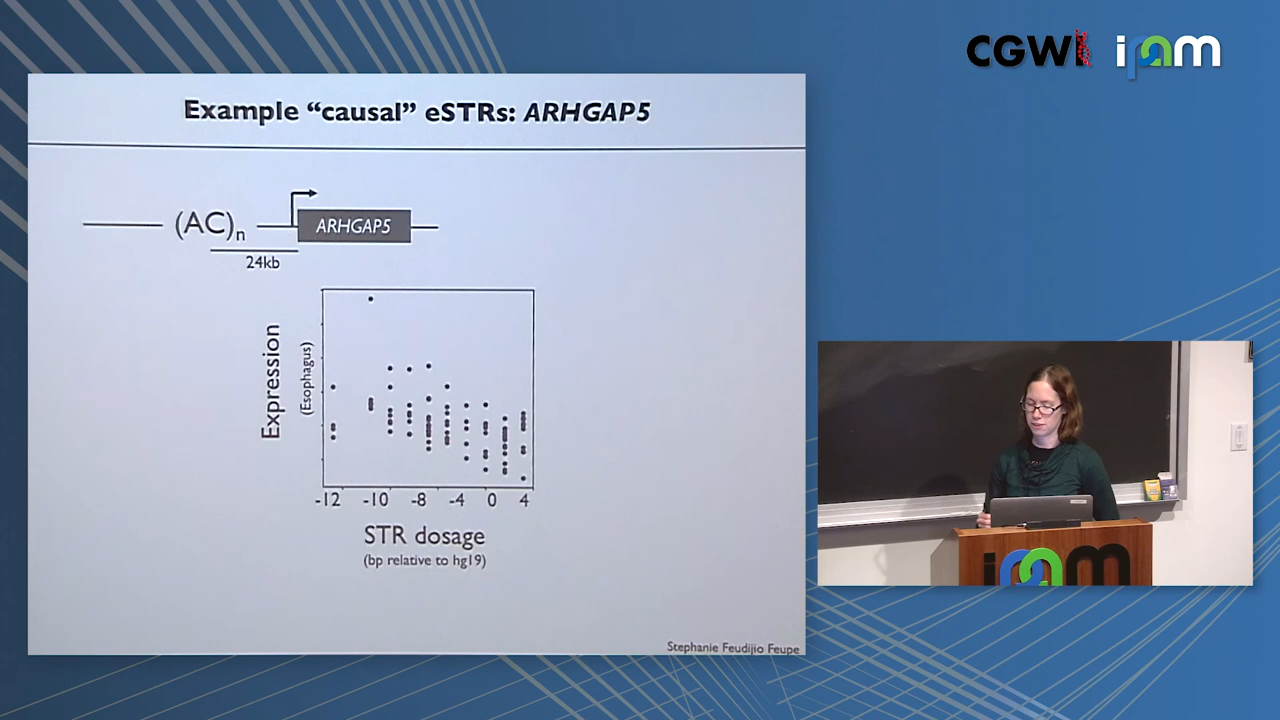 CGWI ipam
Example “causal” eSTRs: ARHGAP5
(AC)n
ARHGAP5
24kb
Expression
(Esophagus)
-12 -10 -8 -4 0 4
STR dosage
(bp relative to hg19)
Stephanie Feudijio Feupe
ipam